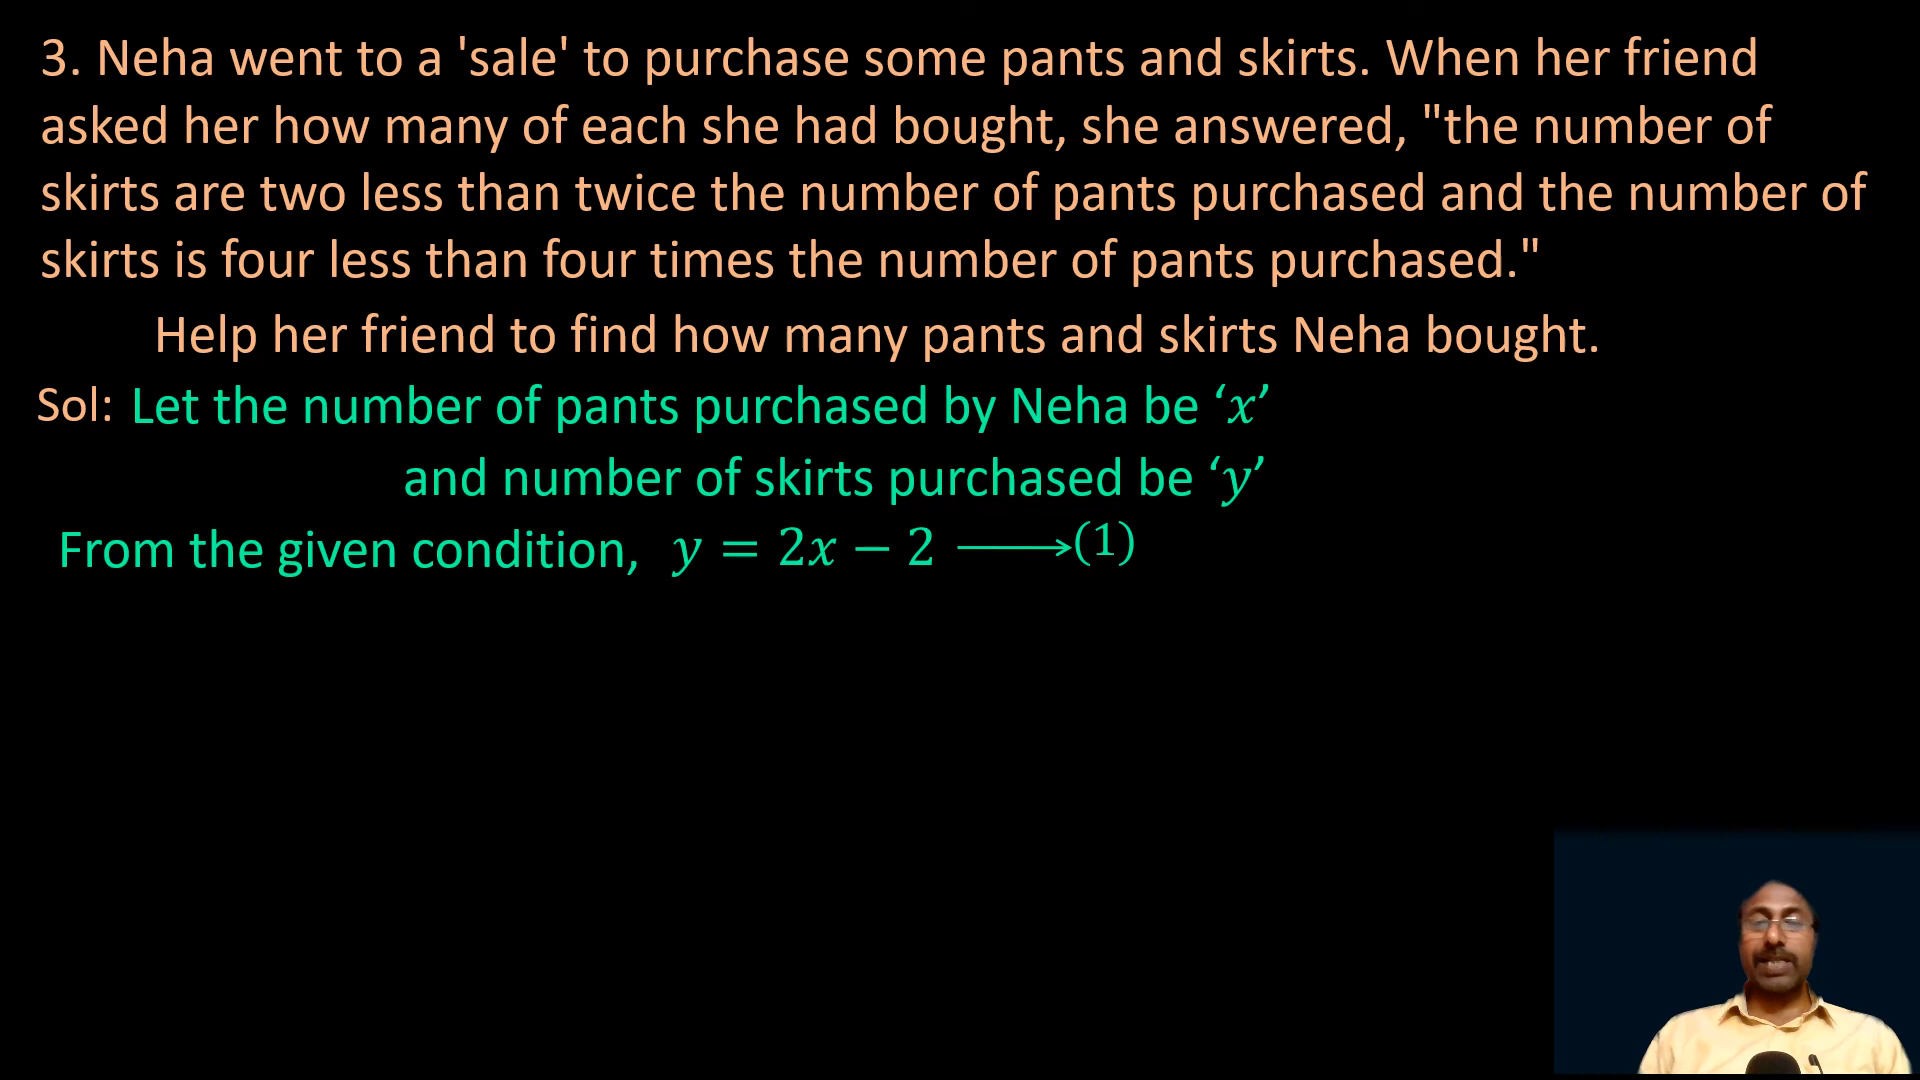 3. Neha went to a 'sale' to purchase some pants and skirts. When her friend
asked her how many of each she had bought, she answered, "the number of
skirts are two less than twice the number of pants purchased and the number of
skirts is four less than four times the number of pants purchased."
Help her friend to find how many pants and skirts Neha bought.
Sol: Let the number of pants purchased by Neha be ‘x’
and number of skirts purchased be ‘y’
From the given condition, y = 2x − 2 ⟶(1)